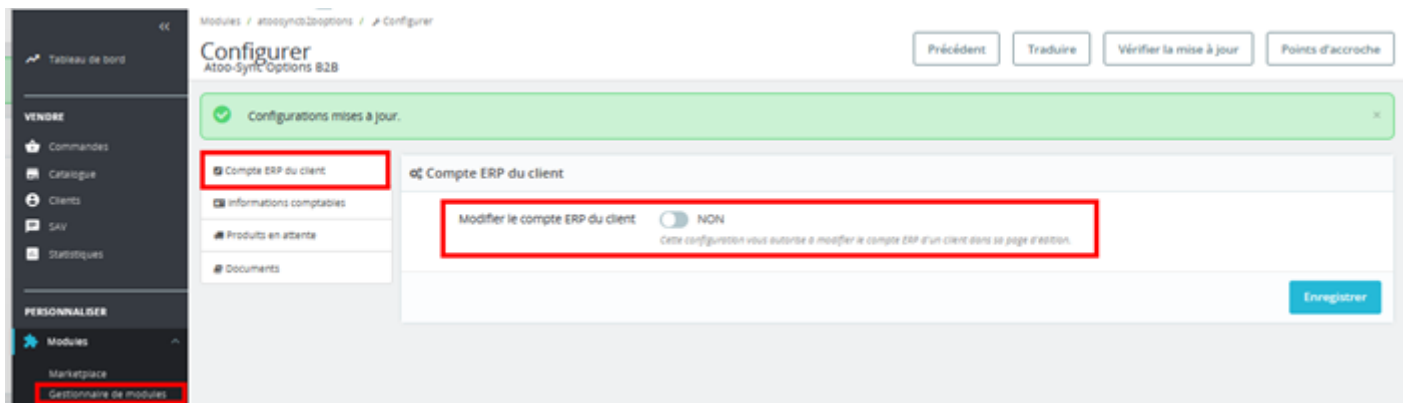 Modules / atoosyncb2boptions / Configurer
Configurer
Atoo-Sync Options B2B
Précédent
Traduire
Vérifier la mise à jour
Points d'accroche
Tableau de bord
VENDRE
Commandes
Catalogue
Clients
SAV
Statistiques
PERSONNALISER
Modules
Marketplace
Gestionnaire de modules
Configurations mises à jour.
×
Compte ERP du client
Informations comptables
Produits en attente
Documents
Compte ERP du client
Modifier le compte ERP du client NON
Cette configuration vous autorise à modifier le compte ERP d'un client dans sa page d'édition.
Enregistrer